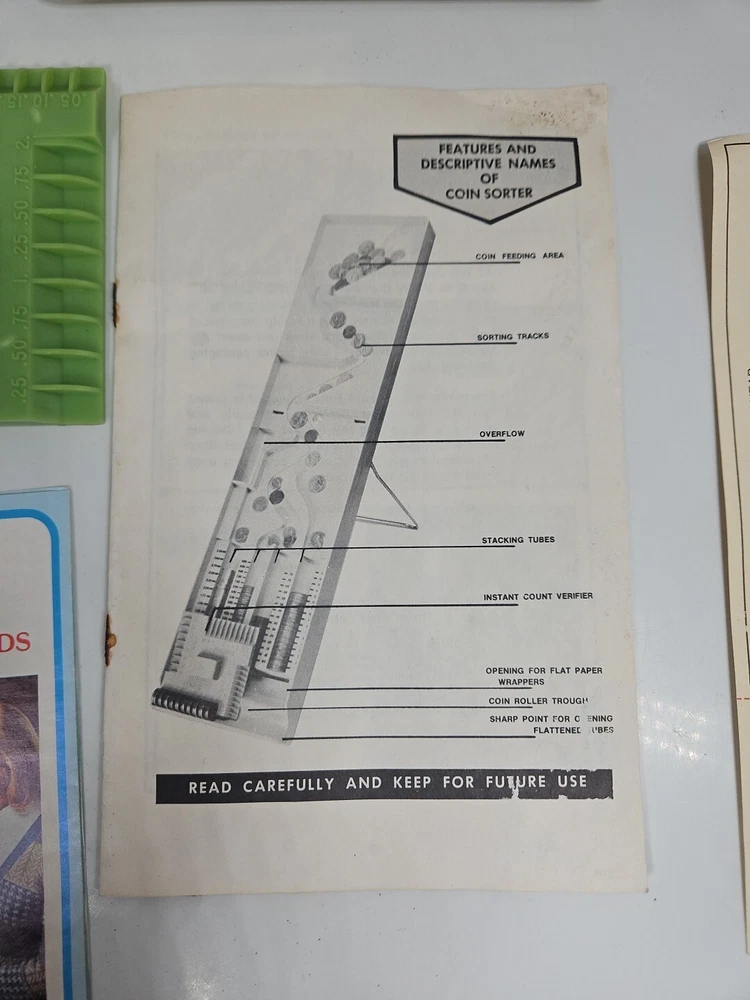 FEATURES AND
DESCRIPTIVE NAMES
OF
COIN SORTER
COIN FEEDING AREA
SORTING TRACKS
OVERFLOW
STACKING TUBES
INSTANT COUNT VERIFIER
OPENING FOR FLAT PAPER
WRAPPERS
COIN ROLLER TROUGH
SHARP POINT FOR OPENING
FLATTENED TUBES
READ CAREFULLY AND KEEP FOR FUTURE USE
.05 .10 .15
.25 .50 .75 1. .25 .50 .75 2.
DS